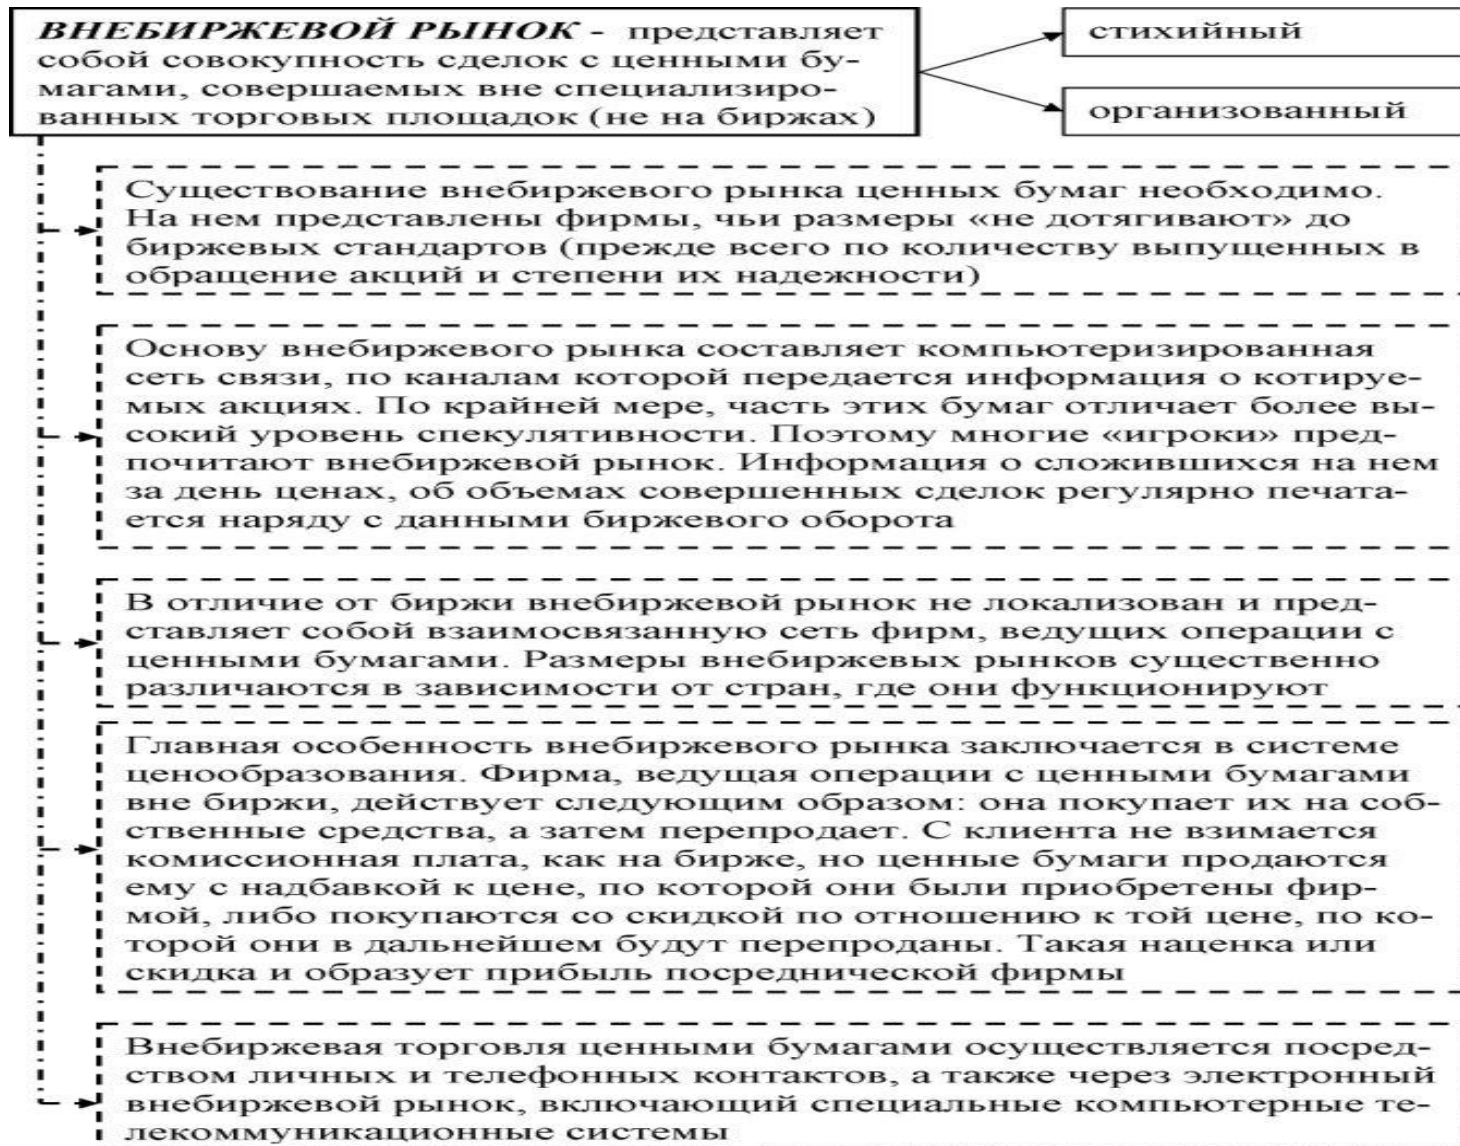 ВНЕБИРЖЕВОЙ РЫНОК - представляет
собой совокупность сделок с ценными бу-
магами, совершаемых вне специализиро-
ванных торговых площадок (не на биржах)
стихийный
организованный
Существование внебиржевого рынка ценных бумаг необходимо.
На нем представлены фирмы, чьи размеры «не дотягивают» до
биржевых стандартов (прежде всего по количеству выпущенных в
обращение акций и степени их надежности)
Основу внебиржевого рынка составляет компьютеризированная
сеть связи, по каналам которой передается информация о котируе-
мых акциях. По крайней мере, часть этих бумаг отличает более вы-
сокий уровень спекулятивности. Поэтому многие «игроки» пред-
почитают внебиржевой рынок. Информация о сложившихся на нем
за день ценах, об объемах совершенных сделок регулярно печата-
ется наряду с данными биржевого оборота
В отличие от биржи внебиржевой рынок не локализован и пред-
ставляет собой взаимосвязанную сеть фирм, ведущих операции с
ценными бумагами. Размеры внебиржевых рынков существенно
различаются в зависимости от стран, где они функционируют
Главная особенность внебиржевого рынка заключается в системе
ценообразования. Фирма, ведущая операции с ценными бумагами
вне биржи, действует следующим образом: она покупает их на соб-
ственные средства, а затем перепродает. С клиента не взимается
комиссионная плата, как на бирже, но ценные бумаги продаются
ему с надбавкой к цене, по которой они были приобретены фир-
мой, либо покупаются со скидкой по отношению к той цене, по ко-
торой они в дальнейшем будут перепроданы. Такая наценка или
скидка и образует прибыль посреднической фирмы
Внебиржевая торговля ценными бумагами осуществляется посред-
ством личных и телефонных контактов, а также через электронный
внебиржевой рынок, включающий специальные компьютерные те-
лекоммуникационные системы